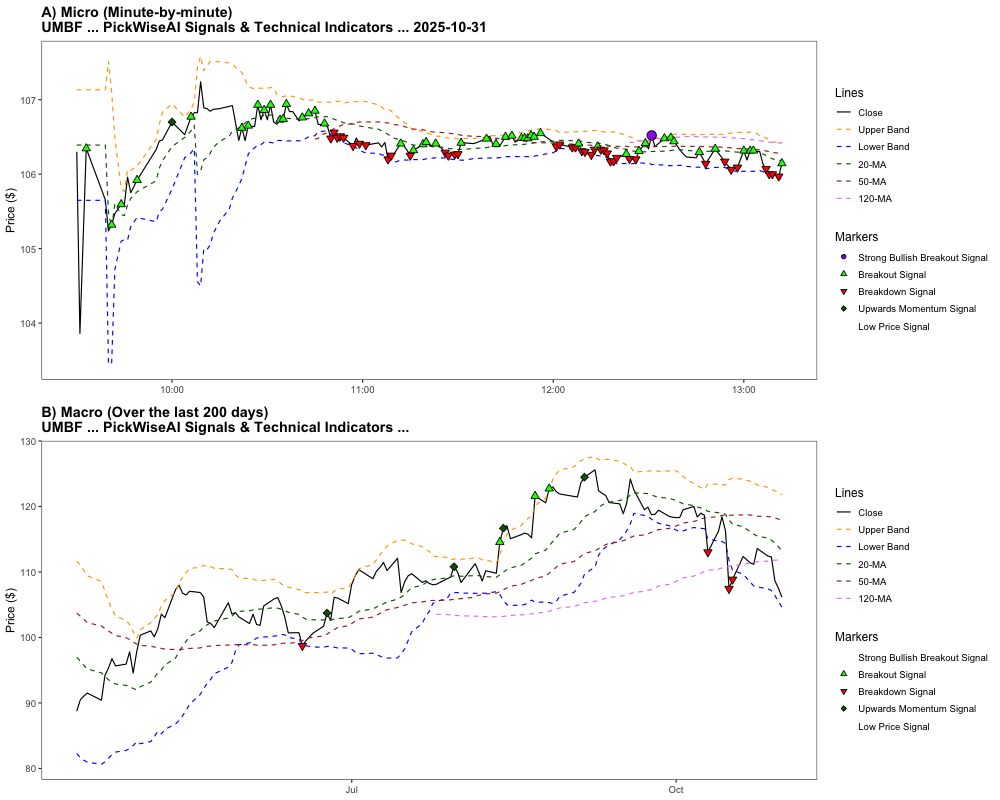 A) Micro (Minute-by-minute)
UMBF ... PickWiseAI Signals & Technical Indicators ... 2025-10-31
Price ($)
107
106
105
104
10:00
11:00
12:00
13:00
Lines
Close
Upper Band
Lower Band
20-MA
50-MA
120-MA
Markers
Strong Bullish Breakout Signal
Breakout Signal
Breakdown Signal
Upwards Momentum Signal
Low Price Signal
B) Macro (Over the last 200 days)
UMBF ... PickWiseAI Signals & Technical Indicators ...
Price ($)
130
120
110
100
90
80
Jul
Oct
Lines
Close
Upper Band
Lower Band
20-MA
50-MA
120-MA
Markers
Strong Bullish Breakout Signal
Breakout Signal
Breakdown Signal
Upwards Momentum Signal
Low Price Signal